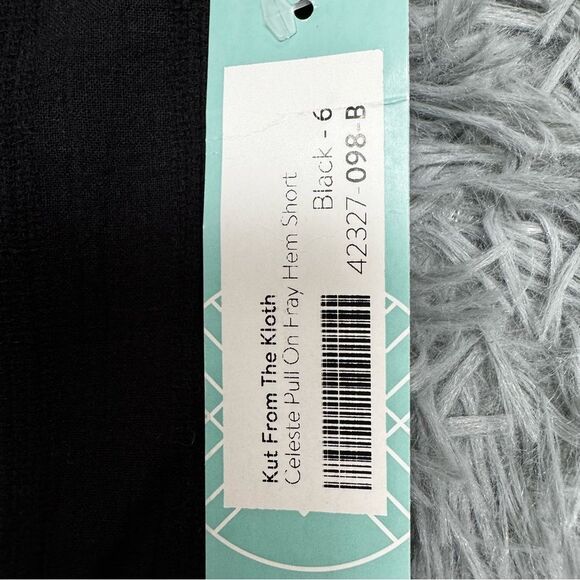 Kut From The Kloth
Celeste Pull On Fray Hem Short
Black - 6
42327-098-B